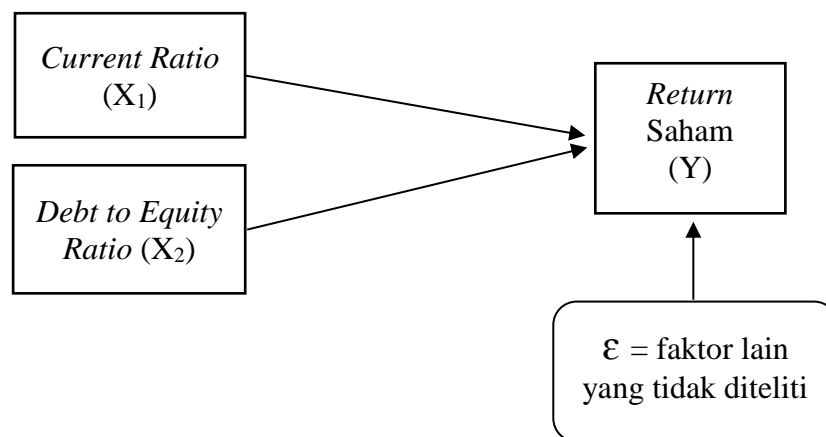 Current Ratio
(X₁)
Return
Saham
(Y)
Debt to Equity
Ratio (X₂)
ε = faktor lain
yang tidak diteliti